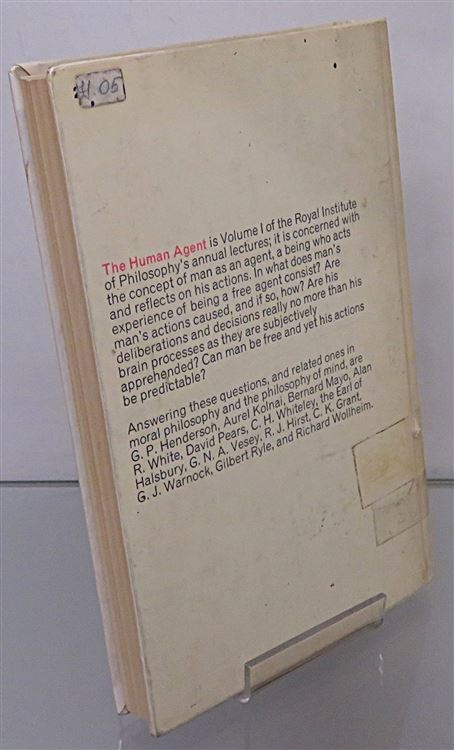 £1.05
The Human Agent is Volume I of the Royal Institute
of Philosophy's annual lectures; it is concerned with
the concept of man as an agent, a being who acts
and reflects on his actions. In what does man's
experience of being a free agent consist? Are
man's actions caused, and if so, how? Are his
deliberations and decisions really no more than his
brain processes as they are subjectively
apprehended? Can man be free and yet his actions
be predictable?
Answering these questions, and related ones in
moral philosophy and the philosophy of mind, are
G. P. Henderson, Aurel Kolnai, Bernard Mayo, Alan
R. White, David Pears, C. H. Whiteley, the Earl of
Halsbury, G. N. A. Vesey, R. J. Hirst, C. K. Grant,
G. J. Warnock, Gilbert Ryle, and Richard Wollheim.